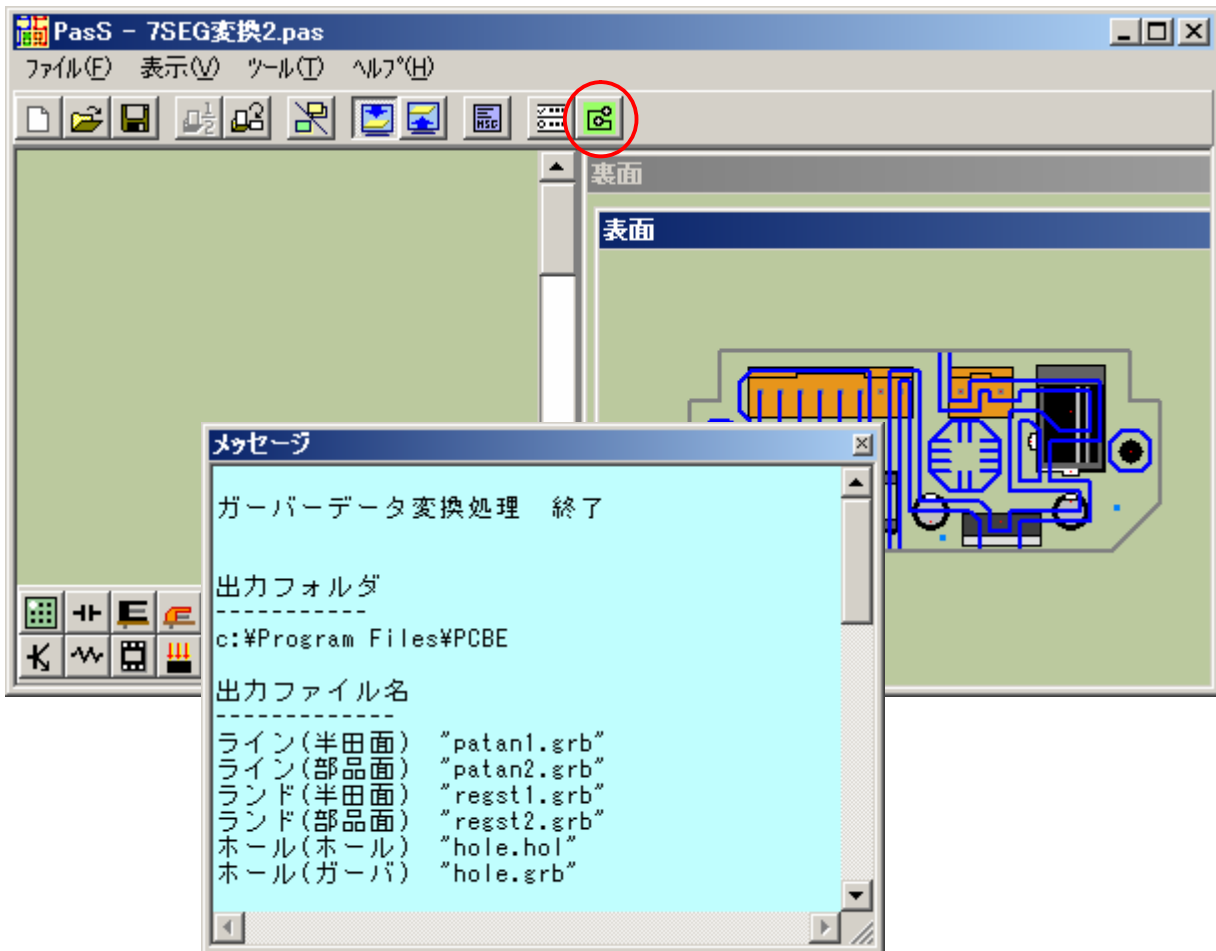 PasS - 7SEG変換2.pas
ファイル(F) 表示(V) ツール(T) ヘルプ(H)
HSC
裏面
表面
メッセージ
ガーバーデータ変換処理 終了
出力フォルダ
-----------
c:¥Program Files¥PCBE
出力ファイル名
-------------
ライン(半田面) "patan1.grb"
ライン(部品面) "patan2.grb"
ランド(半田面) "regst1.grb"
ランド(部品面) "regst2.grb"
ホール(ホール) "hole.hol"
ホール(ガーバ) "hole.grb"